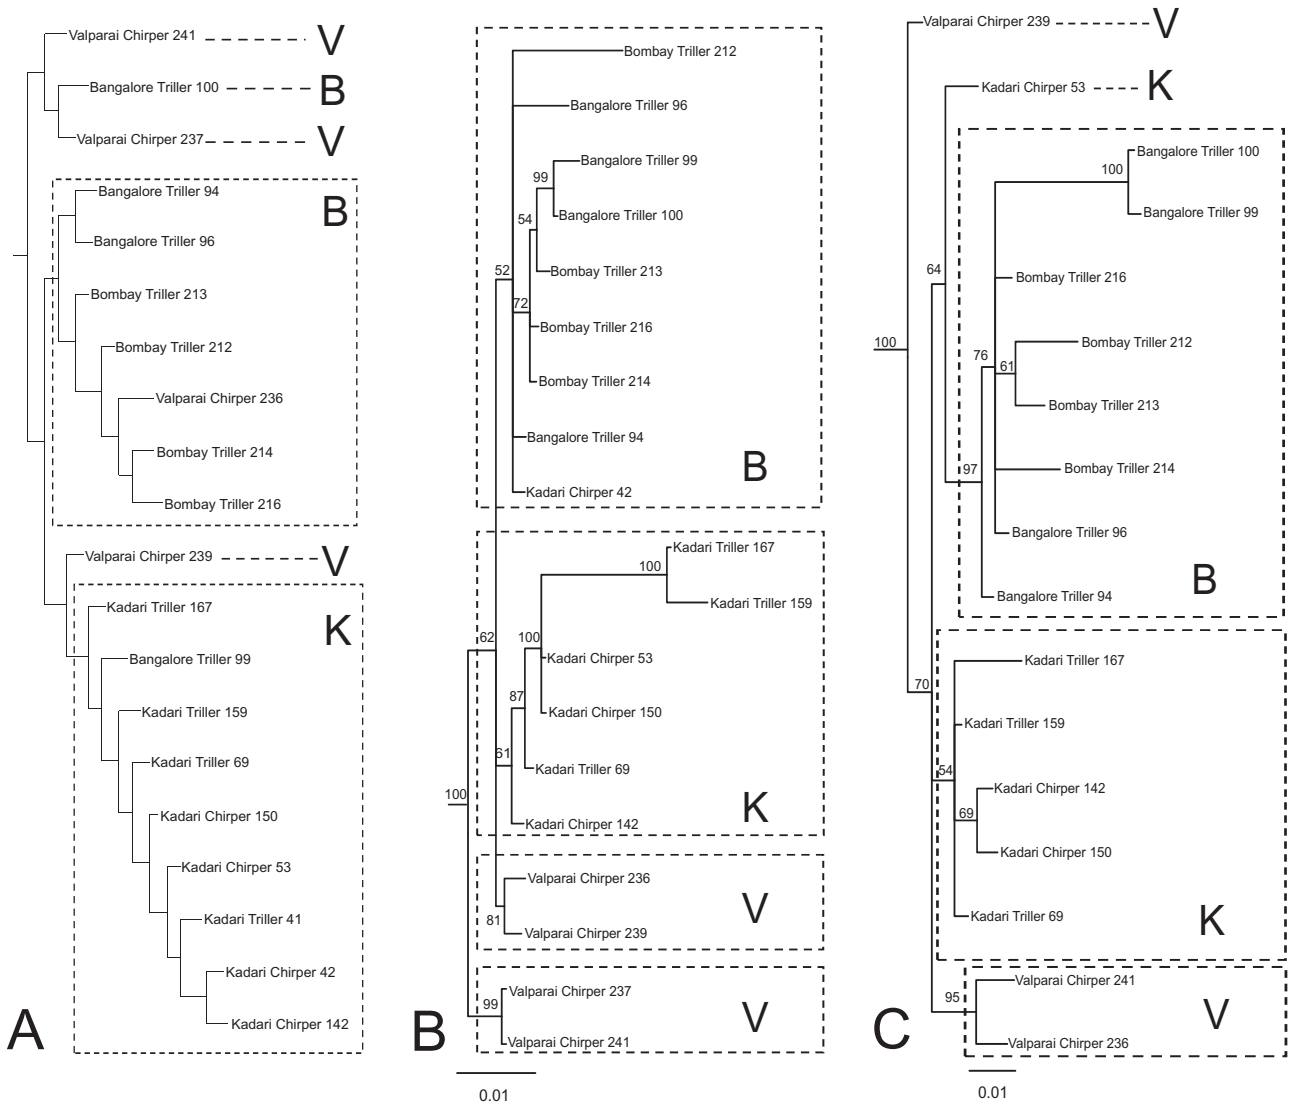 Valparai Chirper 241
V
Bangalore Triller 100
B
Valparai Chirper 237
V
Bangalore Triller 94
B
Bangalore Triller 96
Bombay Triller 213
Bombay Triller 212
Valparai Chirper 236
Bombay Triller 214
Bombay Triller 216
Valparai Chirper 239
V
Kadari Triller 167
K
Bangalore Triller 99
Kadari Triller 159
Kadari Triller 69
Kadari Chirper 150
Kadari Chirper 53
Kadari Triller 41
Kadari Chirper 42
Kadari Chirper 142
A
Bombay Triller 212
Bangalore Triller 96
Bangalore Triller 99
99
Bangalore Triller 100
54
Bombay Triller 213
52
72
Bombay Triller 216
Bombay Triller 214
Bangalore Triller 94
B
Kadari Chirper 42
Kadari Triller 167
100
Kadari Triller 159
62
100
Kadari Chirper 53
87
Kadari Chirper 150
61
Kadari Triller 69
100
K
Kadari Chirper 142
Valparai Chirper 236
V
81
Valparai Chirper 239
Valparai Chirper 237
99
V
Valparai Chirper 241
B
0.01
Valparai Chirper 239
V
Kadari Chirper 53
K
Bangalore Triller 100
100
Bangalore Triller 99
64
Bombay Triller 216
100
Bombay Triller 212
76
61
Bombay Triller 213
97
Bombay Triller 214
Bangalore Triller 96
B
Bangalore Triller 94
Kadari Triller 167
70
Kadari Triller 159
54
Kadari Chirper 142
69
Kadari Chirper 150
Kadari Triller 69
K
Valparai Chirper 241
95
V
Valparai Chirper 236
C
0.01